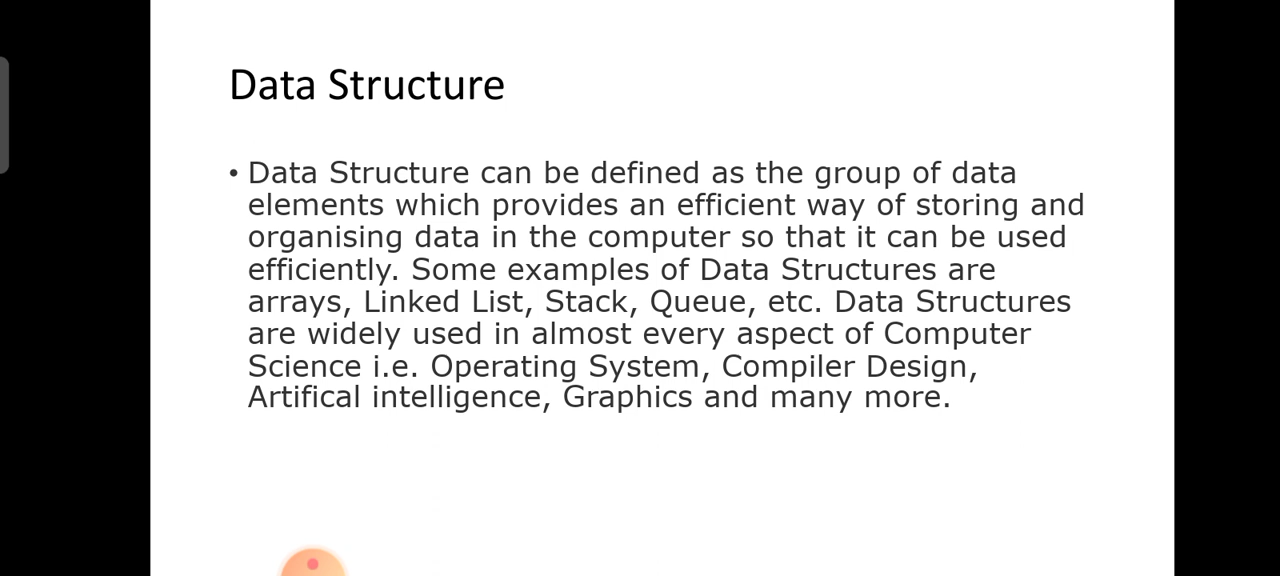 Data Structure
• Data Structure can be defined as the group of data
elements which provides an efficient way of storing and
organising data in the computer so that it can be used
efficiently. Some examples of Data Structures are
arrays, Linked List, Stack, Queue, etc. Data Structures
are widely used in almost every aspect of Computer
Science i.e. Operating System, Compiler Design,
Artifical intelligence, Graphics and many more.